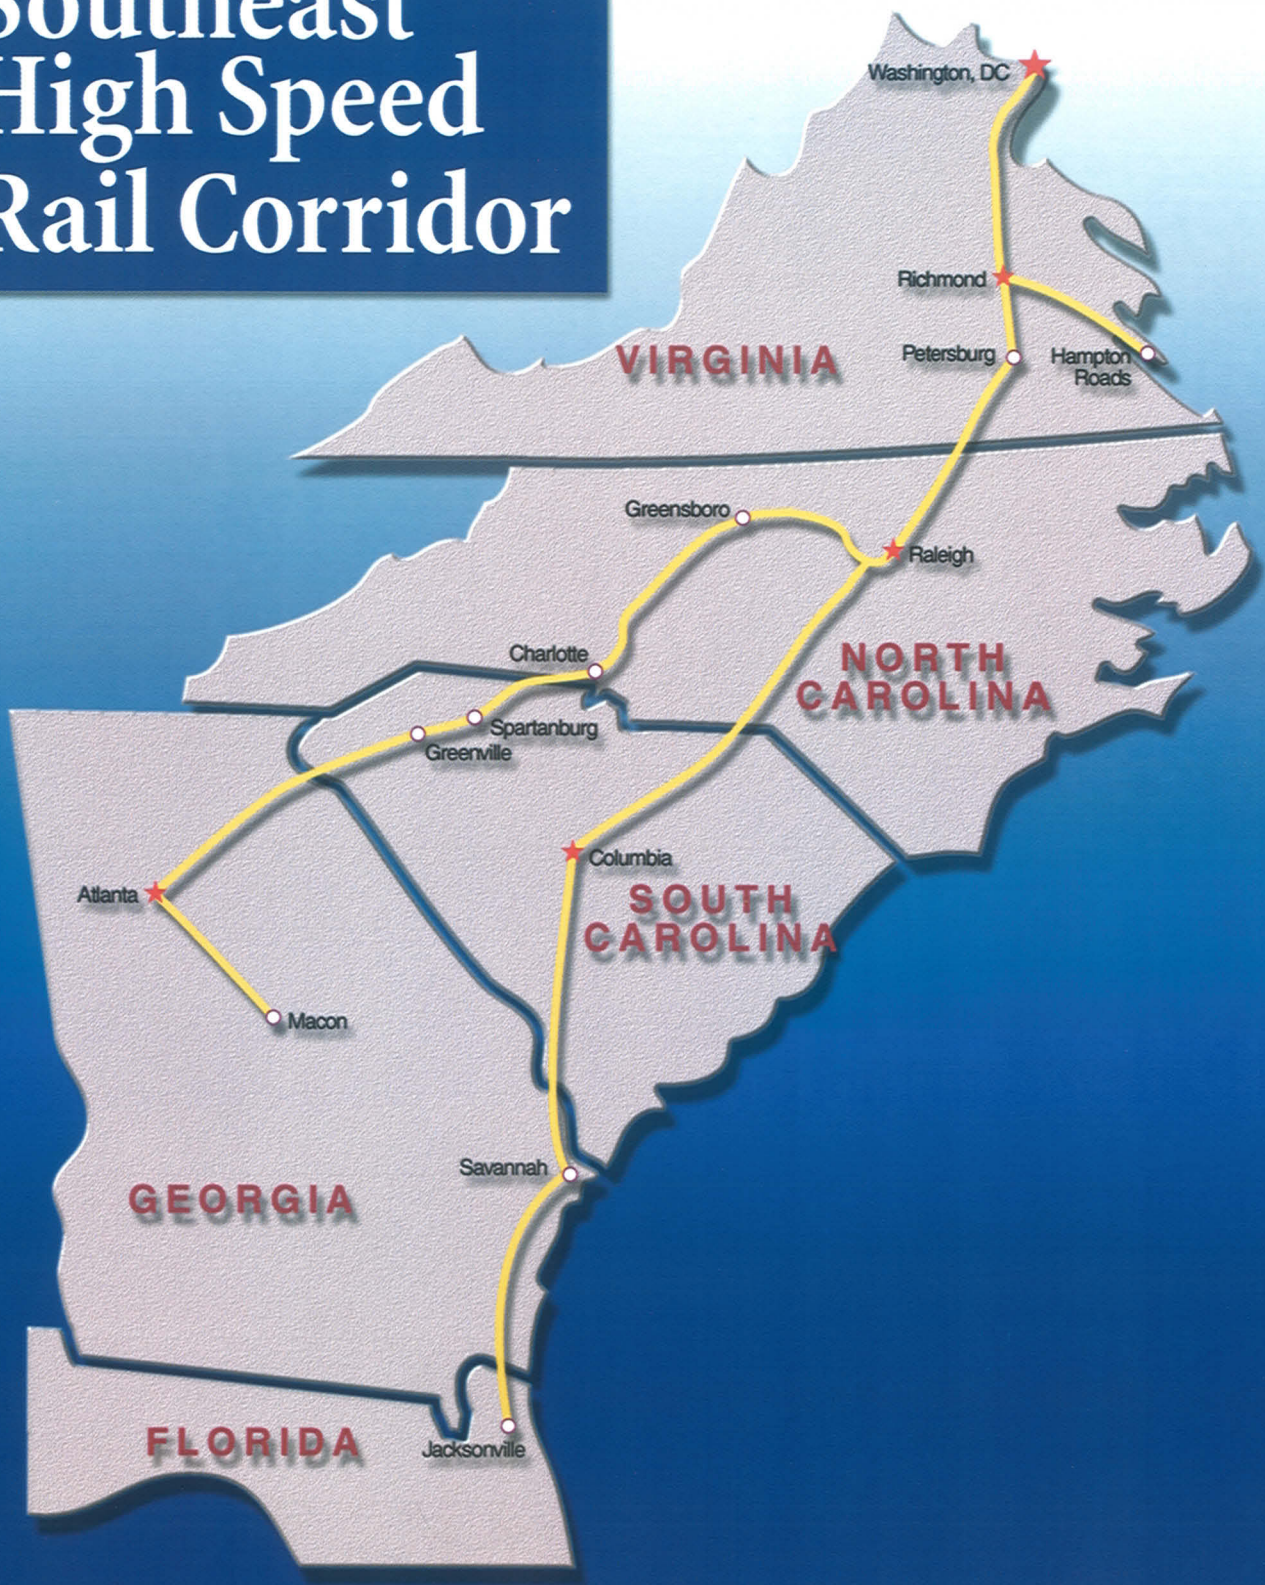 Southeast
High Speed
Rail Corridor
Washington, DC
Richmond
VIRGINIA
Petersburg
Hampton
Roads
Greensboro
Raleigh
Charlotte
NORTH
CAROLINA
Spartanburg
Greenville
Columbia
Atlanta
SOUTH
CAROLINA
Macon
Savannah
GEORGIA
FLORIDA
Jacksonville